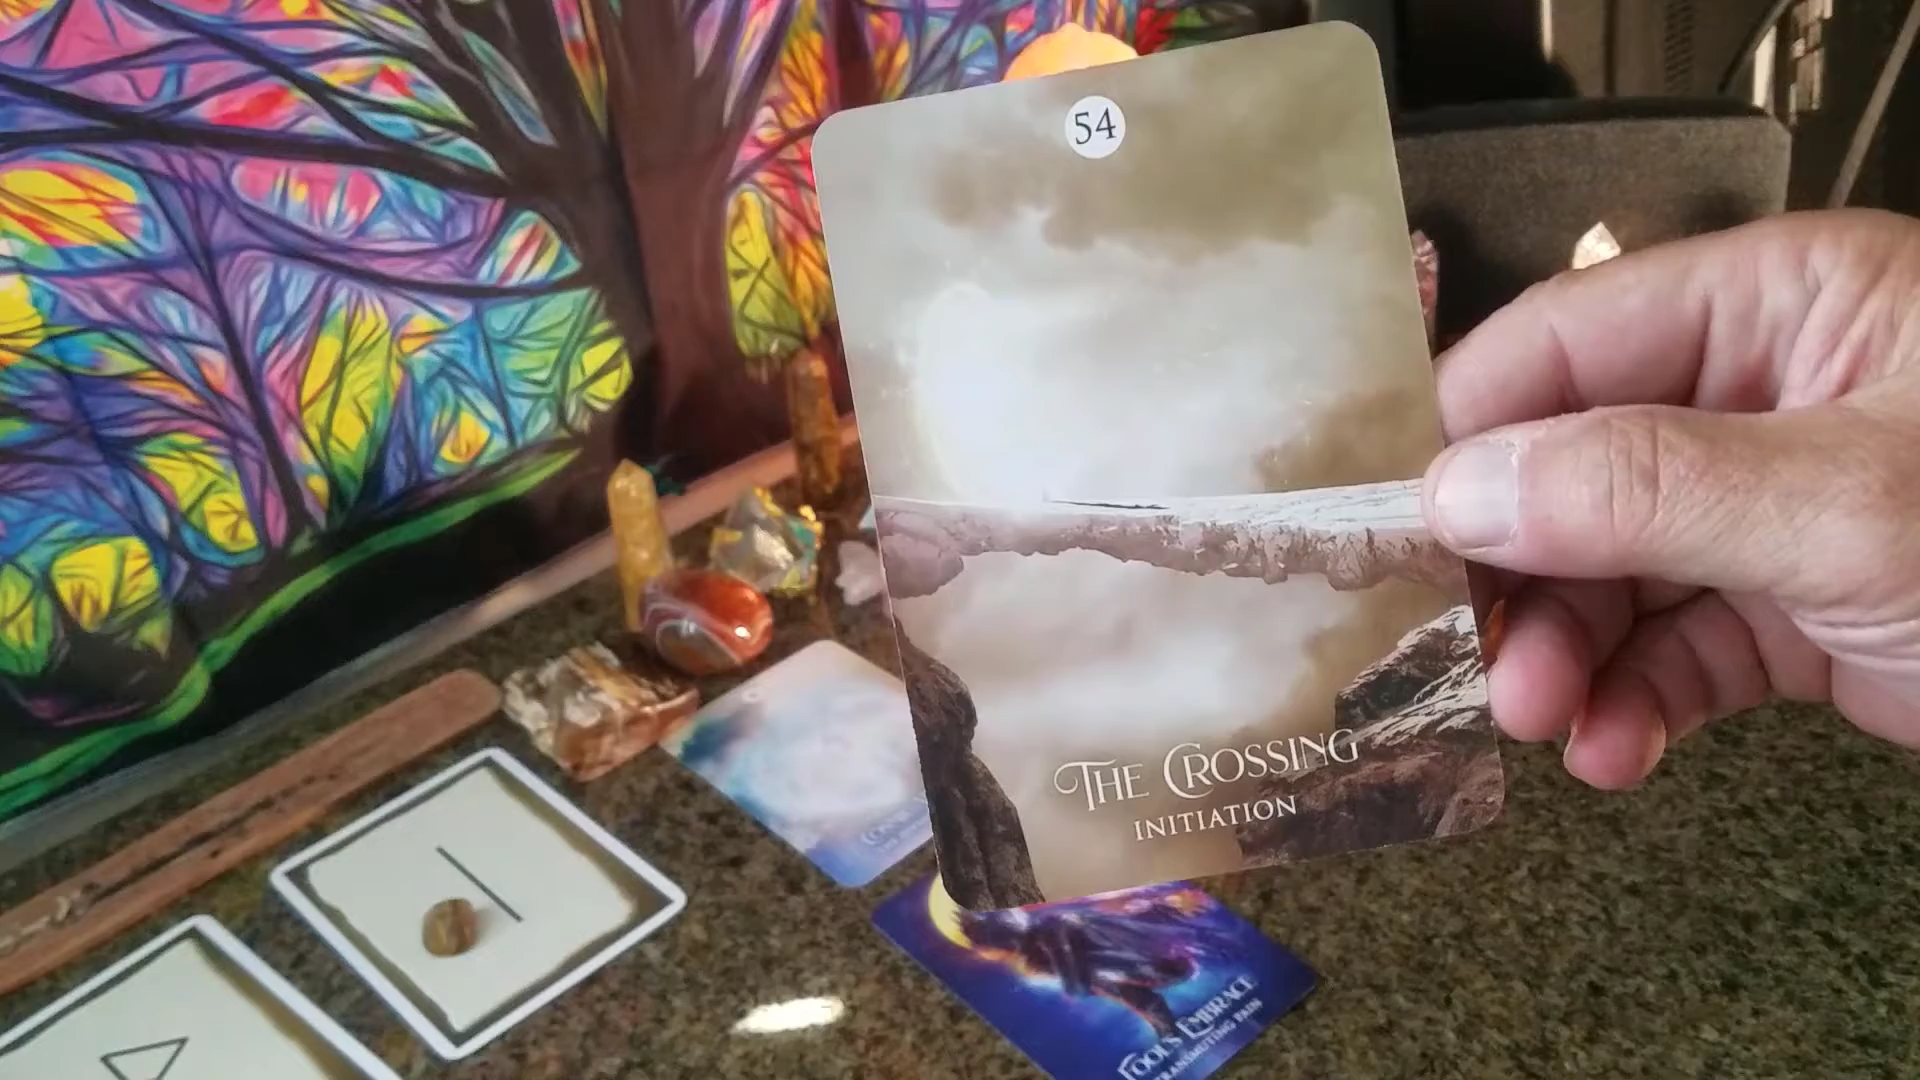 54
The Crossing
INITIATION
Fool's Embrace
TRANSMUTING PAIN